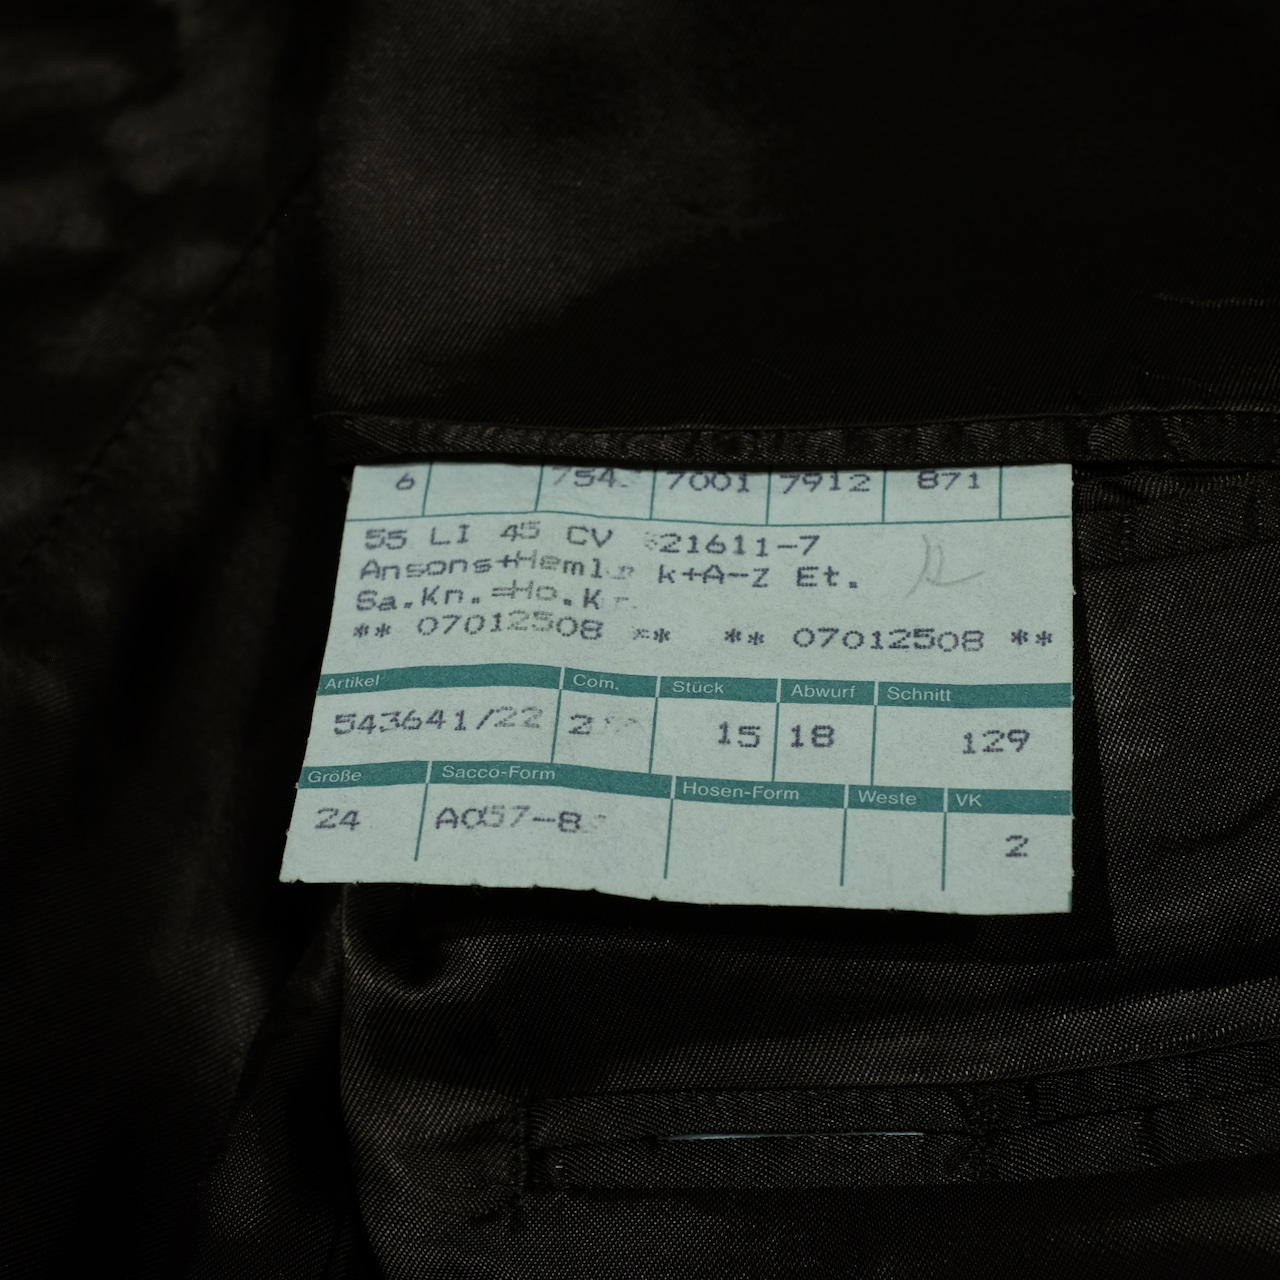 6 754 7001 7912 871
55 LI 45 CV 21611-7
Ansons+Heml k+A-Z Et.
Sa.Kn.=Ho.Kr.
** 07012508 ** ** 07012508 **
Artikel Com. Stück Abwurf Schnitt
543641/22 2 15 18 129
Größe Sacco-Form Hosen-Form Weste VK
24 A057-8 2